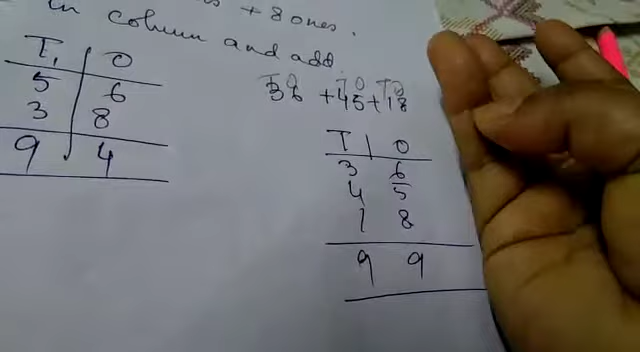 + 8 ones.
in column and add
T O
5 6
3 8
9 4
T O T O T O
36 + 45 + 18
T O
3 6
4 5
1 8
9 9